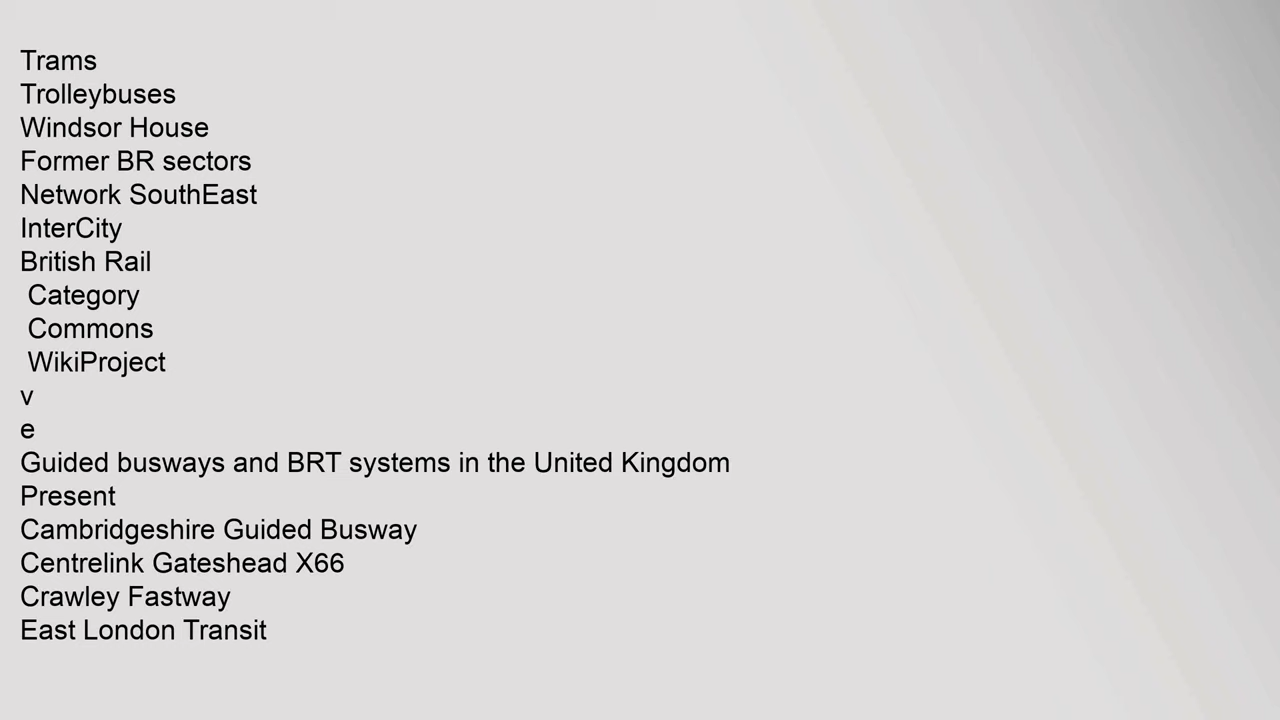 Trams
Trolleybuses
Windsor House
Former BR sectors
Network SouthEast
InterCity
British Rail
Category
Commons
WikiProject
v
e
Guided busways and BRT systems in the United Kingdom
Present
Cambridgeshire Guided Busway
Centrelink Gateshead X66
Crawley Fastway
East London Transit